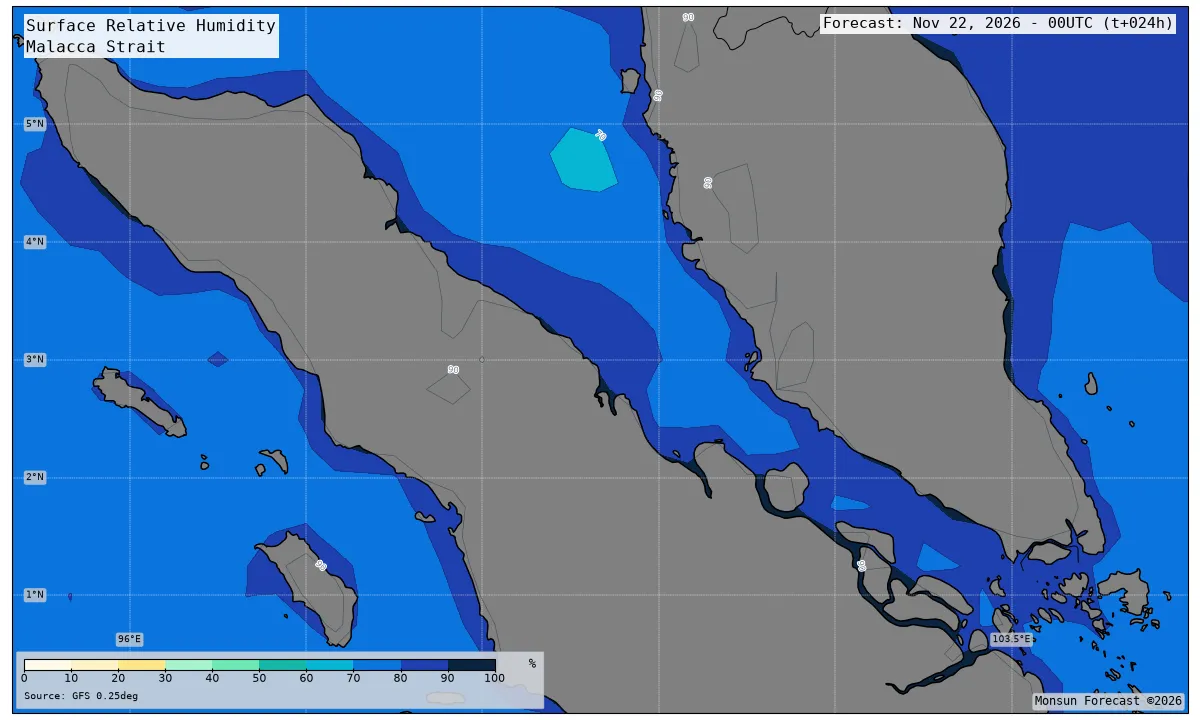 Surface Relative Humidity
Malacca Strait
Forecast: Nov 22, 2026 - 00UTC (t+024h)
90
90
70
5°N
90
4°N
3°N
90
2°N
90
90
1°N
96°E
103.5°E
%
0 10 20 30 40 50 60 70 80 90 100
Source: GFS 0.25deg
Monsun Forecast ©2026